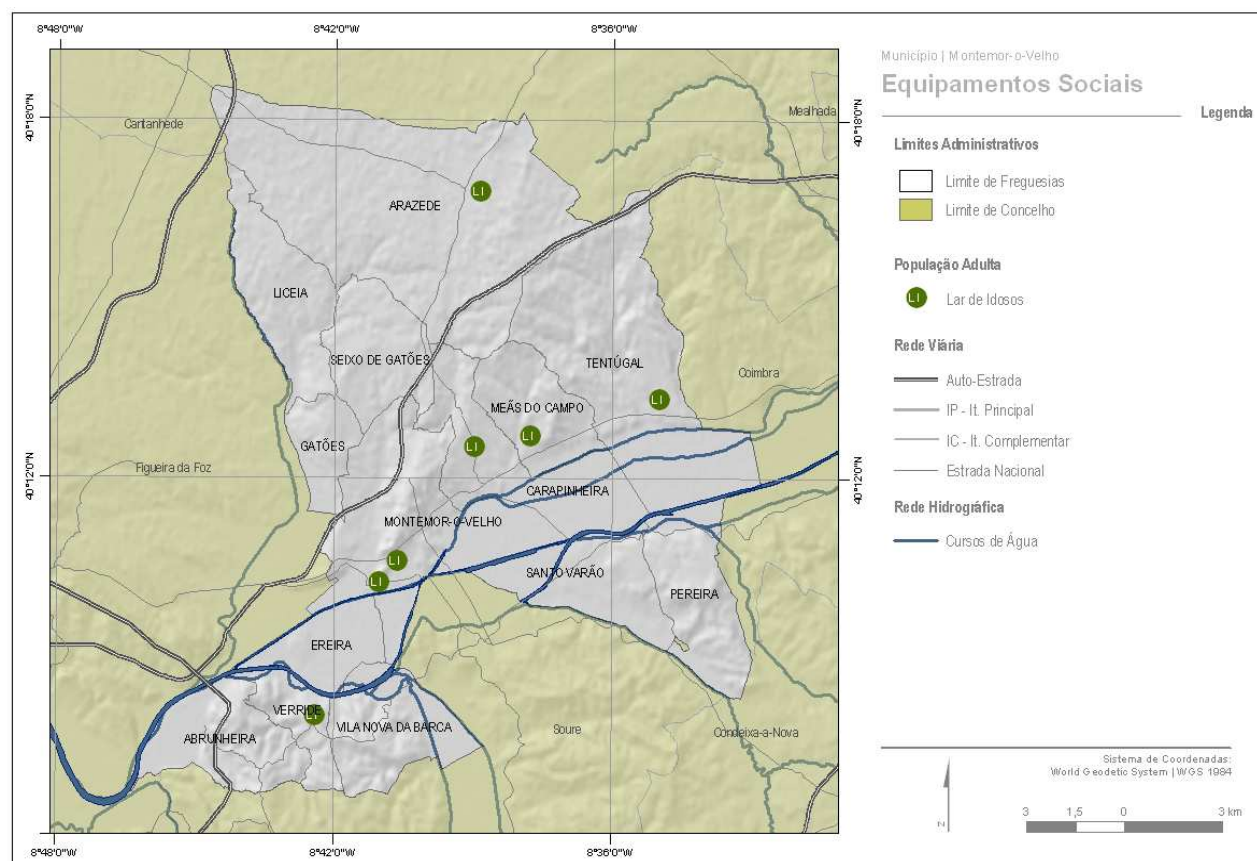 8°48'0"W
8°42'0"W
8°36'0"W
40°18'0"N
40°18'0"N
Cantanhede
Mealhada
ARAZEDE
LI
LICEIA
SEIXO DE GATÕES
TENTÚGAL
Coimbra
MEÃS DO CAMPO
LI
LI
LI
GATÕES
Figueira da Foz
40°12'0"N
40°12'0"N
CARAPINHEIRA
MONTEMOR-O-VELHO
LI
LI
SANTO VARÃO
PEREIRA
EREIRA
VERRIDE
LI
VILA NOVA DA BARCA
ABRUNHEIRA
Soure
Condeixa-a-Nova
8°48'0"W
8°42'0"W
8°36'0"W
Município | Montemor-o-Velho
Equipamentos Sociais
Legenda
Limites Administrativos
Limite de Freguesias
Limite de Concelho
População Adulta
LI
Lar de Idosos
Rede Viária
Auto-Estrada
IP - It. Principal
IC - It. Complementar
Estrada Nacional
Rede Hidrográfica
Cursos de Água
Sistema de Coordenadas:
World Geodetic System | WGS 1984
N
3 1,5 0 3 km